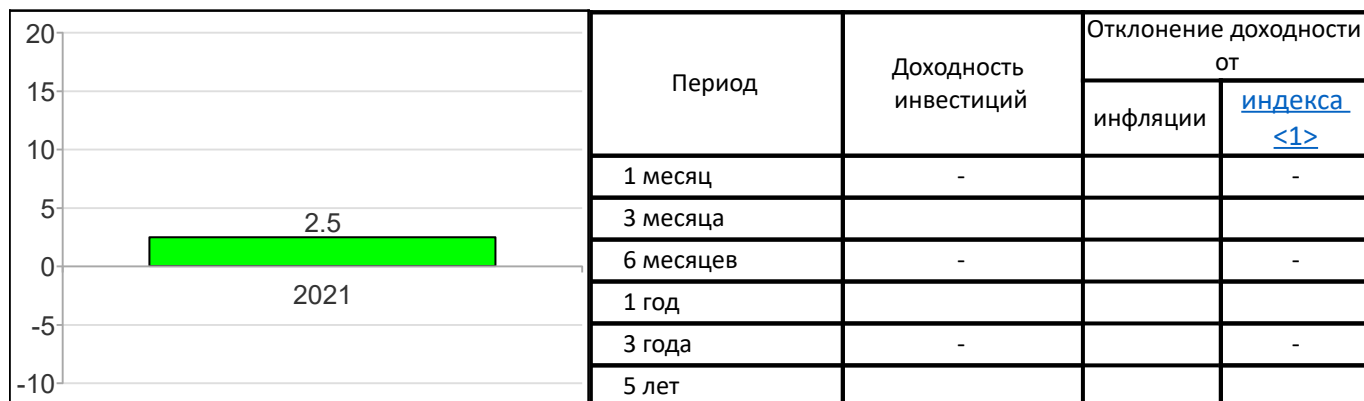 20
15
10
5
0
-5
-10
2.5
2021
Период
Доходность
инвестиций
Отклонение доходности
от
инфляции
индекса
<1>
1 месяц - -
3 месяца
6 месяцев - -
1 год
3 года - -
5 лет